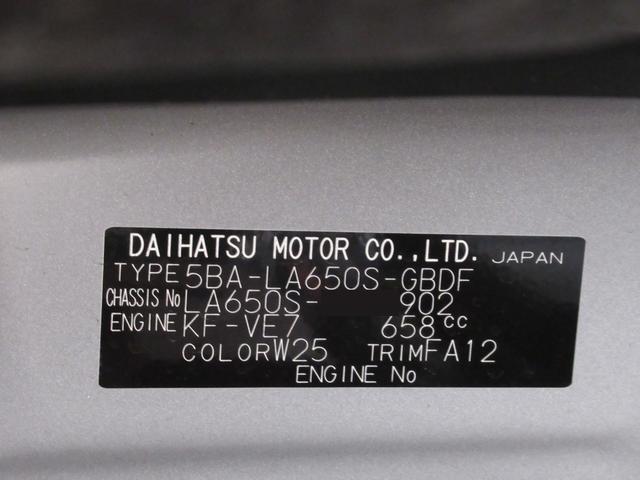 DAIHATSU MOTOR CO.,LTD. JAPAN
TYPE 5BA-LA650S-GBDF
CHASSIS No LA650S- 902
ENGINE KF-VE7 658cc
COLOR W25 TRIM FA12
ENGINE No